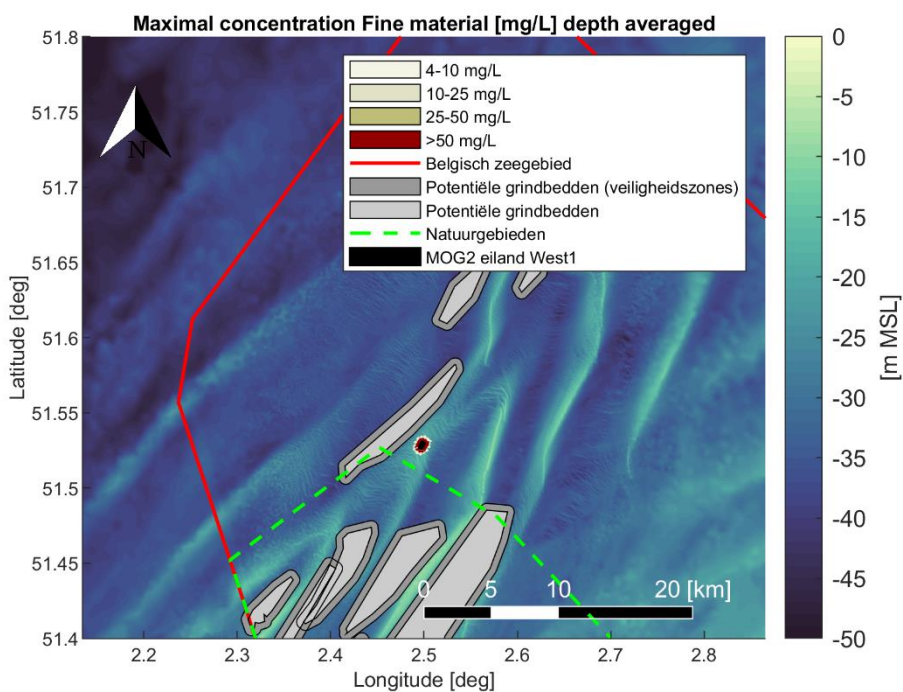 Maximal concentration Fine material [mg/L] depth averaged
4-10 mg/L
10-25 mg/L
25-50 mg/L
>50 mg/L
Belgisch zeegebied
Potentiële grindbedden (veiligheidszones)
Potentiële grindbedden
Natuurgebieden
MOG2 eiland West1
N
51.8
51.75
51.7
51.65
51.6
51.55
51.5
51.45
51.4
Latitude [deg]
2.2
2.3
2.4
2.5
2.6
2.7
2.8
Longitude [deg]
0
5
10
20 [km]
0
-5
-10
-15
-20
-25
-30
-35
-40
-45
-50
[m MSL]